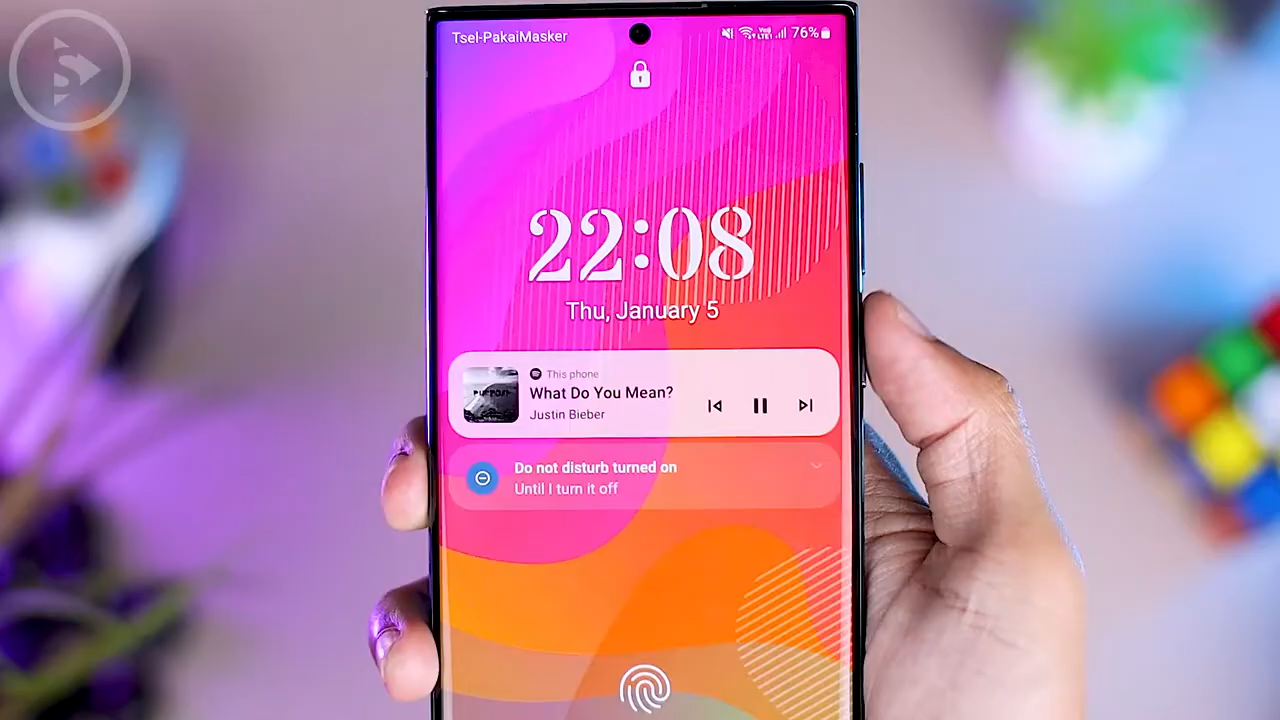 Tsel-PakaiMasker
76%
22:08
Thu, January 5
This phone
What Do You Mean?
Justin Bieber
PURPOSE
Do not disturb turned on
Until I turn it off
S